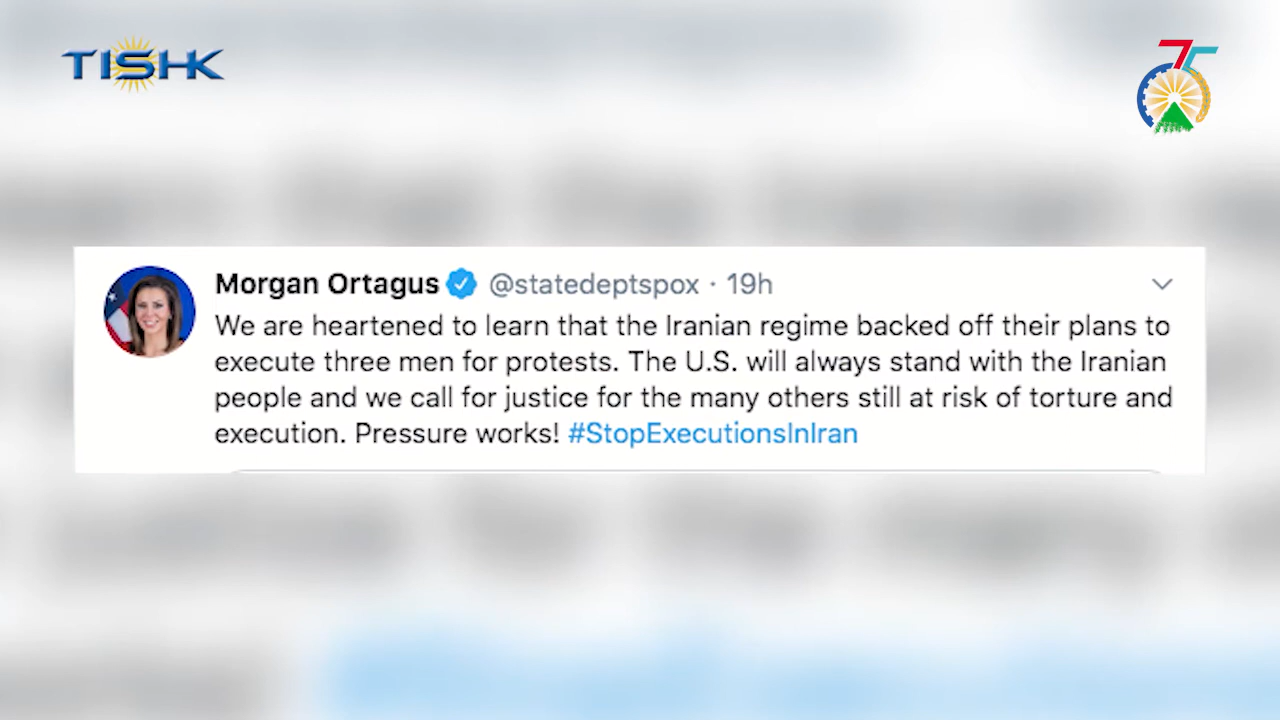 TISHK
75
Morgan Ortagus @statedeptspox · 19h
We are heartened to learn that the Iranian regime backed off their plans to
execute three men for protests. The U.S. will always stand with the Iranian
people and we call for justice for the many others still at risk of torture and
execution. Pressure works! #StopExecutionsInIran